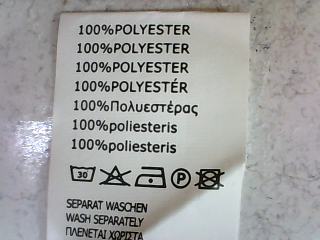 100%POLYESTER
100%POLYESTER
100%POLYESTER
100%POLYESTÉR
100%Πολυεστέρας
100%poliesteris
100%poliesteris
30 P
SEPARAT WASCHEN
WASH SEPARATELY
ΠΛΕΝΕΤΑΙ ΧΩΡΙΣΤΑ